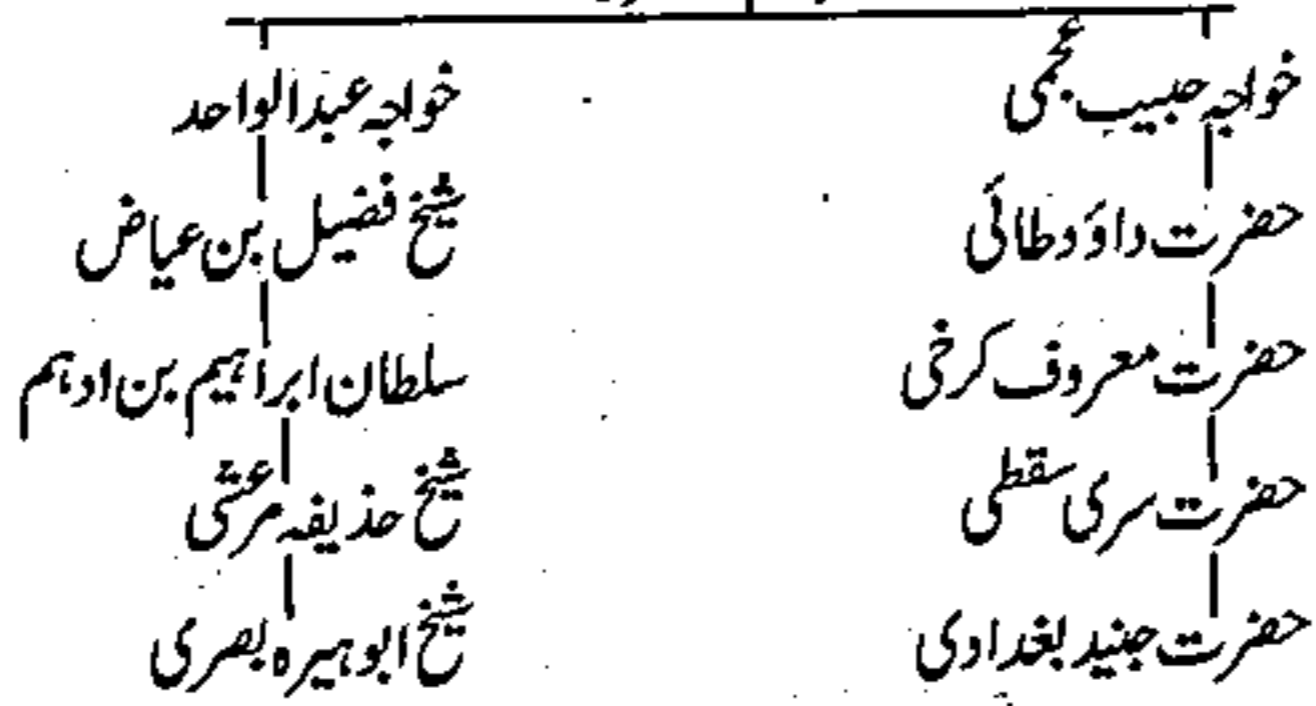 خواجہ حبیب عجمی
حضرت داؤد طائی
حضرت معروف کرخی
حضرت سری سقطی
حضرت جنید بغدادی
خواجہ عبدالواحد
شیخ فضیل بن عیاض
سلطان ابراہیم بن ادہم
شیخ حذیفہ مرعشی
شیخ ابوہیرہ بصری